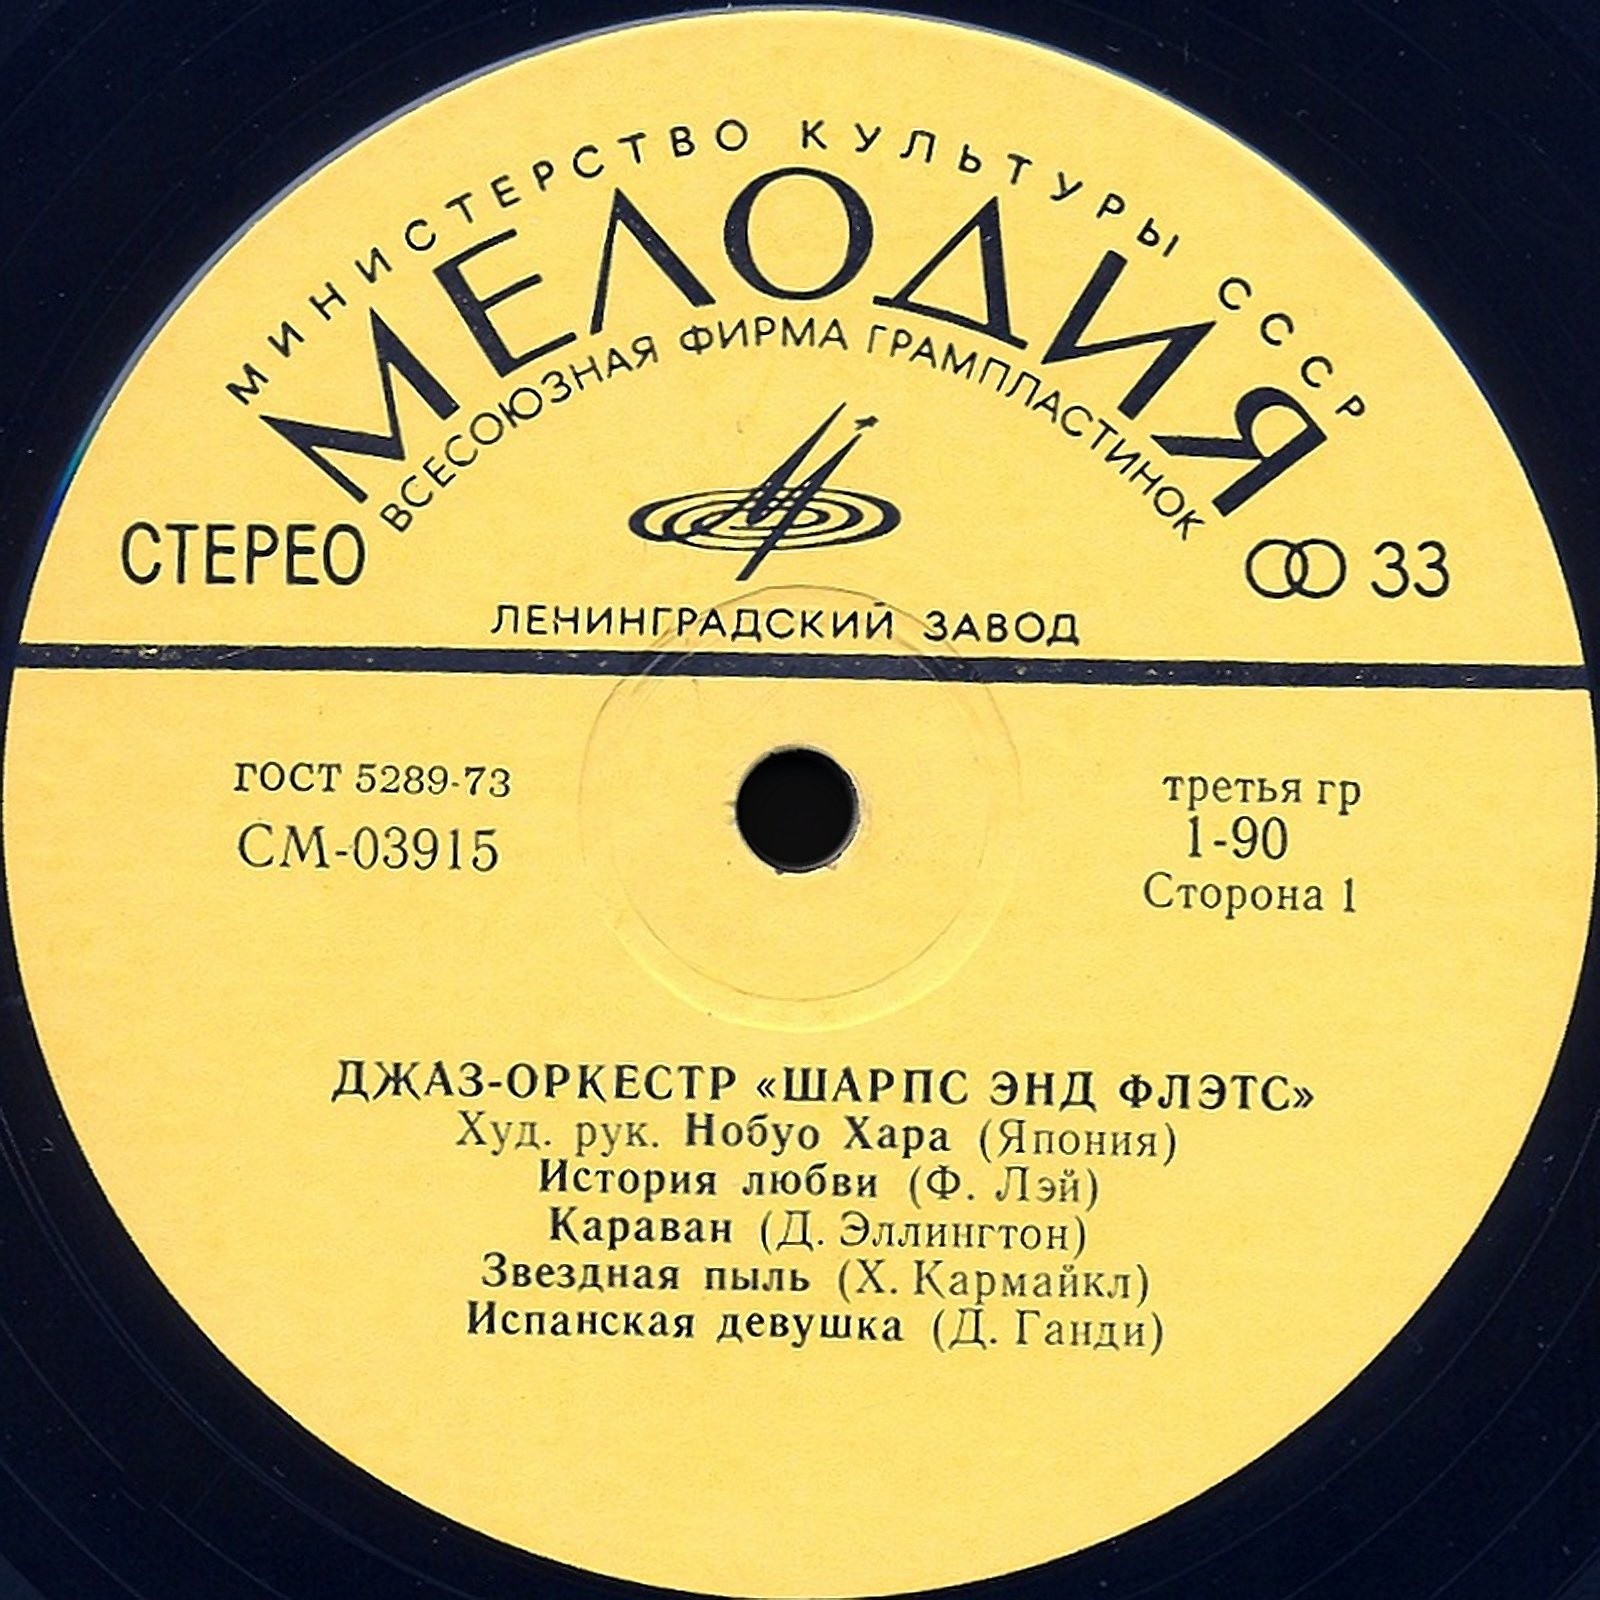 МИНИСТЕРСТВО КУЛЬТУРЫ СССР
МЕЛОДИЯ
ВСЕСОЮЗНАЯ ФИРМА ГРАМПЛАСТИНОК
СТЕРЕО
33
ЛЕНИНГРАДСКИЙ ЗАВОД
ГОСТ 5289-73
СМ-03915
третья гр
1-90
Сторона 1
ДЖАЗ-ОРКЕСТР «ШАРПС ЭНД ФЛЭТС»
Худ. рук. Нобуо Хара (Япония)
История любви (Ф. Лэй)
Караван (Д. Эллингтон)
Звездная пыль (Х. Кармайкл)
Испанская девушка (Д. Ганди)